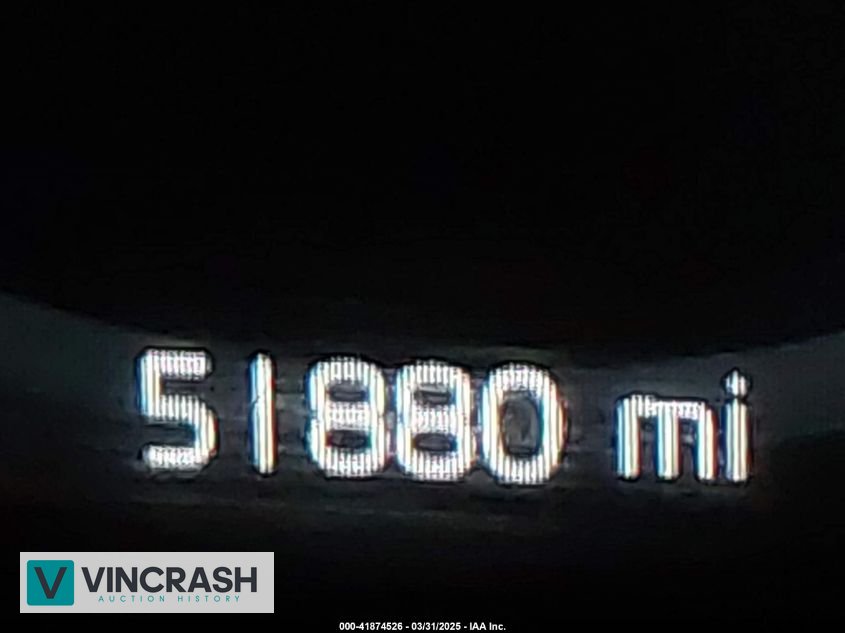 51880 mi
VINCRASH
AUCTION HISTORY
000-41874526 - 03/31/2025 - IAA Inc.